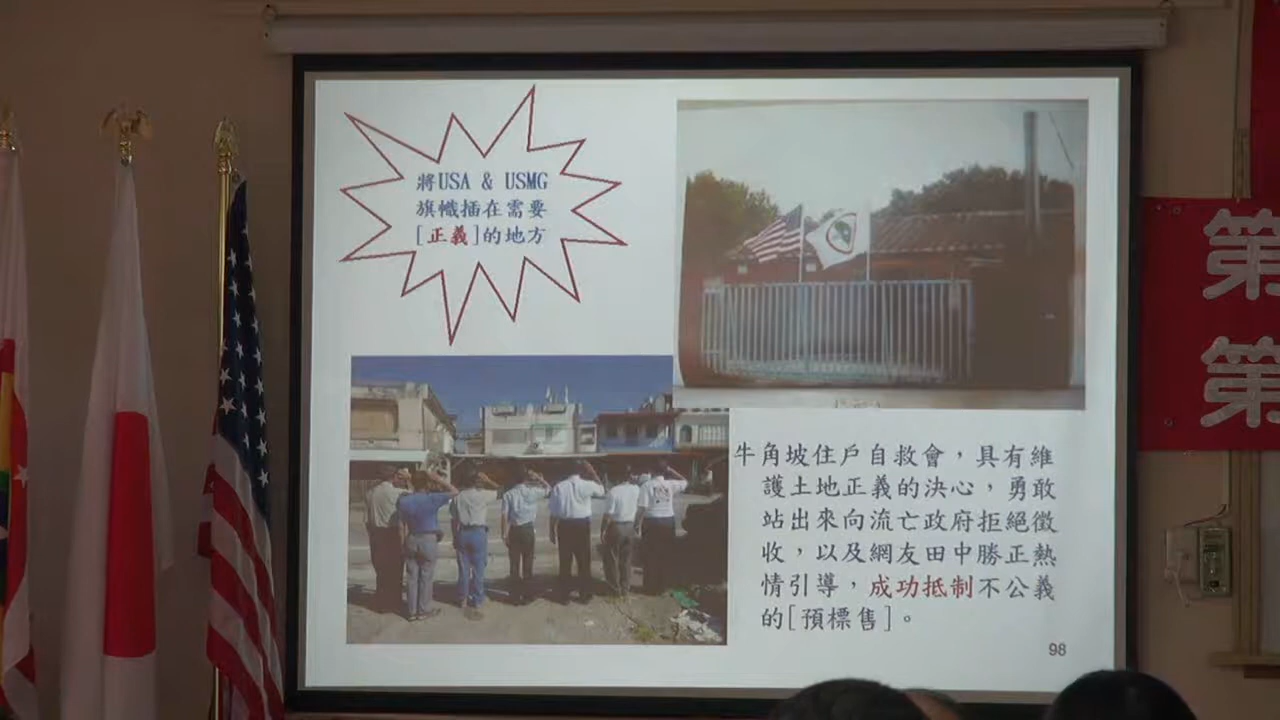 將USA & USMG
旗幟插在需要
[正義]的地方
牛角坡住戶自救會，具有維
護土地正義的決心，勇敢
站出來向流亡政府拒絕徵
收，以及網友田中勝正熱
情引導，成功抵制不公義
的[預標售]。
98
第
第